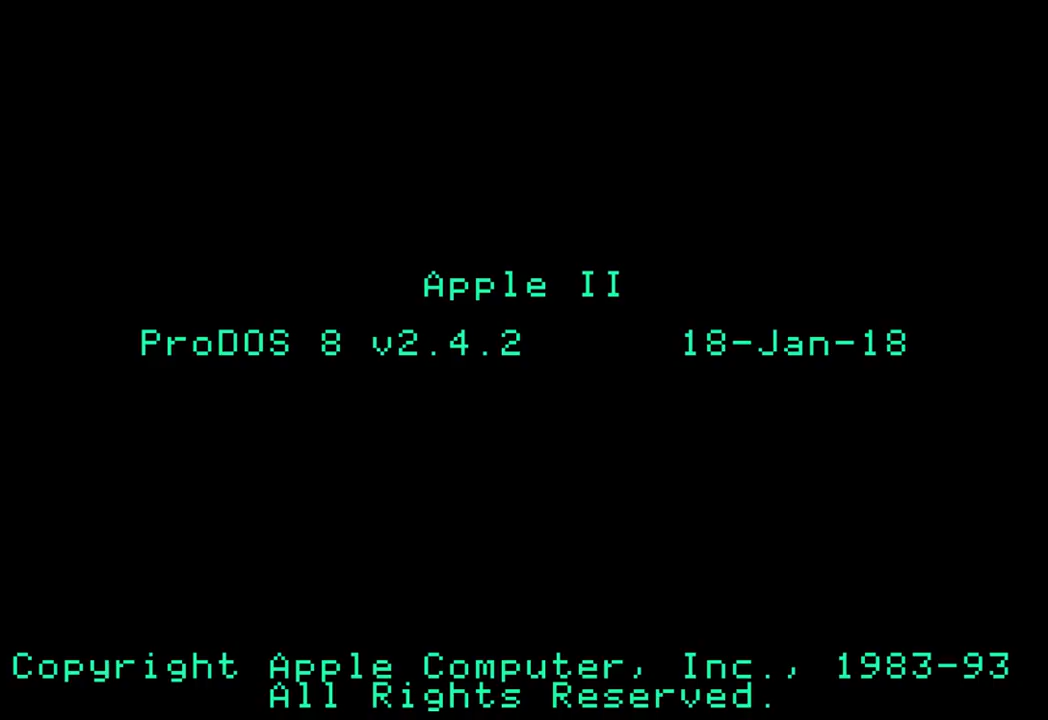 Apple II
ProDOS 8 v2.4.2 18-Jan-18
Copyright Apple Computer, Inc., 1983-93
All Rights Reserved.